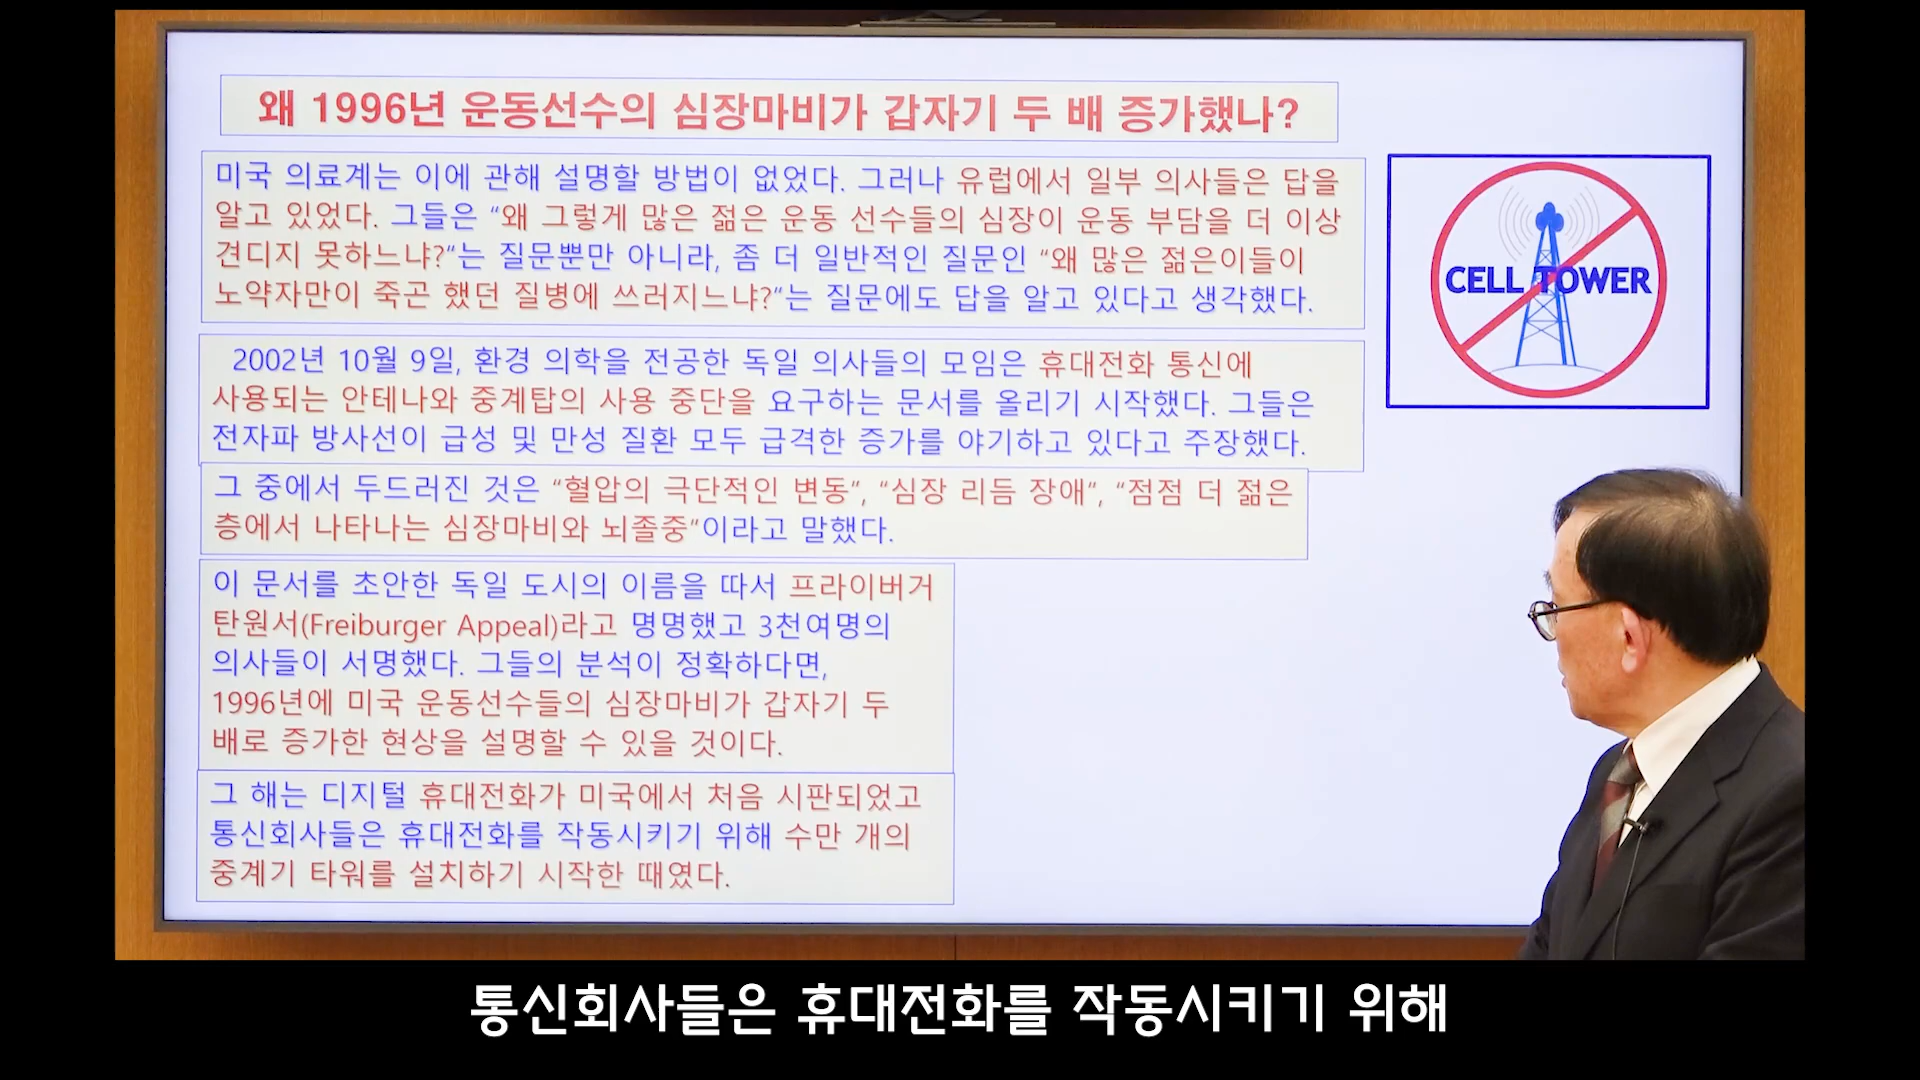 왜 1996년 운동선수의 심장마비가 갑자기 두 배 증가했나?
미국 의료계는 이에 관해 설명할 방법이 없었다. 그러나 유럽에서 일부 의사들은 답을
알고 있었다. 그들은 “왜 그렇게 많은 젊은 운동 선수들의 심장이 운동 부담을 더 이상
견디지 못하느냐?“는 질문뿐만 아니라, 좀 더 일반적인 질문인 “왜 많은 젊은이들이
노약자만이 죽곤 했던 질병에 쓰러지느냐?“는 질문에도 답을 알고 있다고 생각했다.
CELL TOWER
2002년 10월 9일, 환경 의학을 전공한 독일 의사들의 모임은 휴대전화 통신에
사용되는 안테나와 중계탑의 사용 중단을 요구하는 문서를 올리기 시작했다. 그들은
전자파 방사선이 급성 및 만성 질환 모두 급격한 증가를 야기하고 있다고 주장했다.
그 중에서 두드러진 것은 “혈압의 극단적인 변동”, “심장 리듬 장애”, “점점 더 젊은
층에서 나타나는 심장마비와 뇌졸중”이라고 말했다.
이 문서를 초안한 독일 도시의 이름을 따서 프라이버거
탄원서(Freiburger Appeal)라고 명명했고 3천여명의
의사들이 서명했다. 그들의 분석이 정확하다면,
1996년에 미국 운동선수들의 심장마비가 갑자기 두
배로 증가한 현상을 설명할 수 있을 것이다.
그 해는 디지털 휴대전화가 미국에서 처음 시판되었고
통신회사들은 휴대전화를 작동시키기 위해 수만 개의
중계기 타워를 설치하기 시작한 때였다.
통신회사들은 휴대전화를 작동시키기 위해